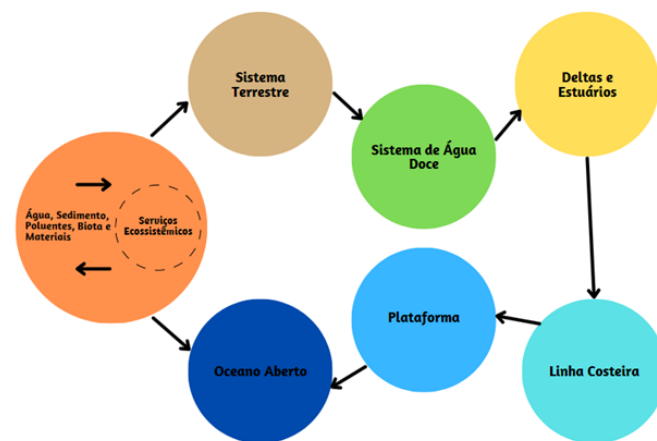 Sistema
Terrestre
Deltas e
Estuários
Sistema de Água
Doce
Água, Sedimento,
Poluentes, Biota e
Materiais
Serviços
Ecossistêmicos
Plataforma
Oceano Aberto
Linha Costeira